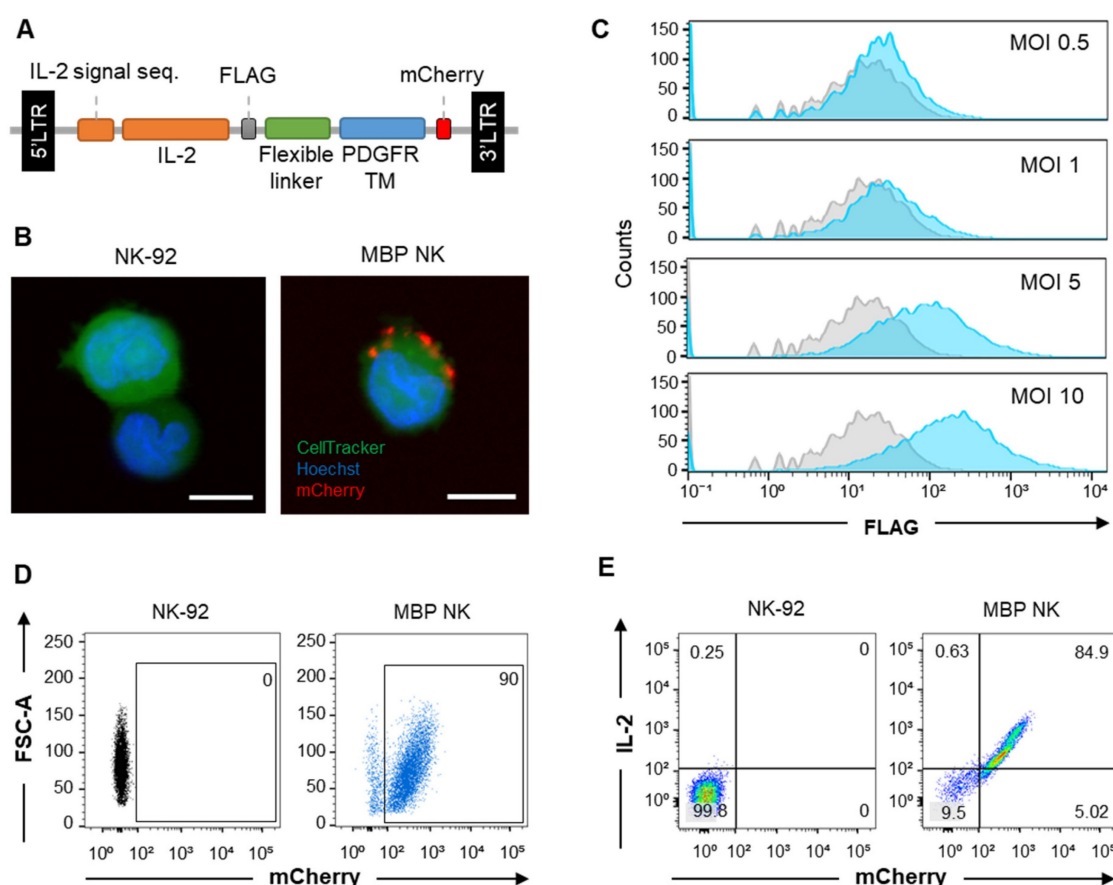 A
IL-2 signal seq.
FLAG
mCherry
5'LTR
3'LTR
IL-2
Flexible
linker
PDGFR
TM
B
NK-92
MBP NK
CellTracker
Hoechst
mCherry
C
MOI 0.5
150
100
50
0
MOI 1
150
100
50
0
MOI 5
150
100
50
0
MOI 10
150
100
50
0
Counts
10⁻¹ 10⁰ 10¹ 10² 10³ 10⁴
FLAG
D
NK-92
MBP NK
FSC-A
250
200
150
100
50
0
0
10⁰ 10² 10³ 10⁴ 10⁵
250
200
150
100
50
0
90
10⁰ 10² 10³ 10⁴ 10⁵
mCherry
E
NK-92
MBP NK
IL-2
10⁵
10⁴
10³
10²
10⁰
0.25 0
99.8 0
10⁰ 10² 10³ 10⁴ 10⁵
10⁵
10⁴
10³
10²
10⁰
0.63 84.9
9.5 5.02
10⁰ 10² 10³ 10⁴ 10⁵
mCherry